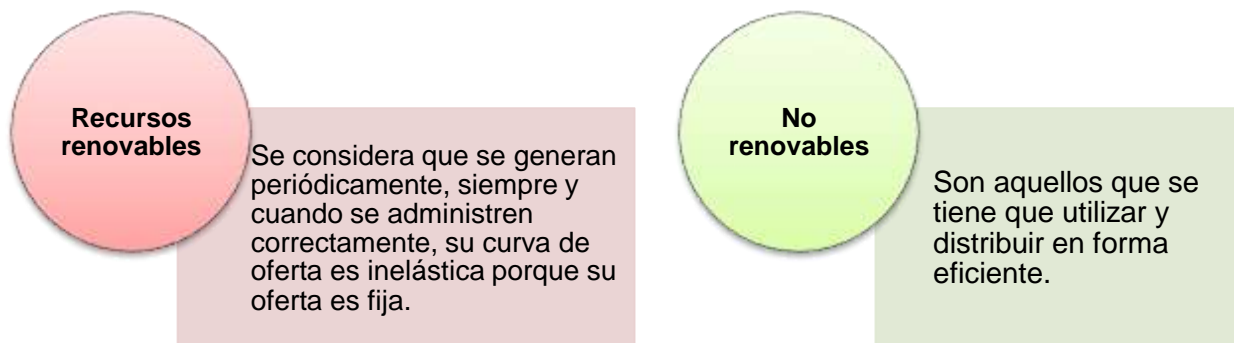 Recursos
renovables
Se considera que se generan
periódicamente, siempre y
cuando se administren
correctamente, su curva de
oferta es inelástica porque su
oferta es fija.
No
renovables
Son aquellos que se
tiene que utilizar y
distribuir en forma
eficiente.